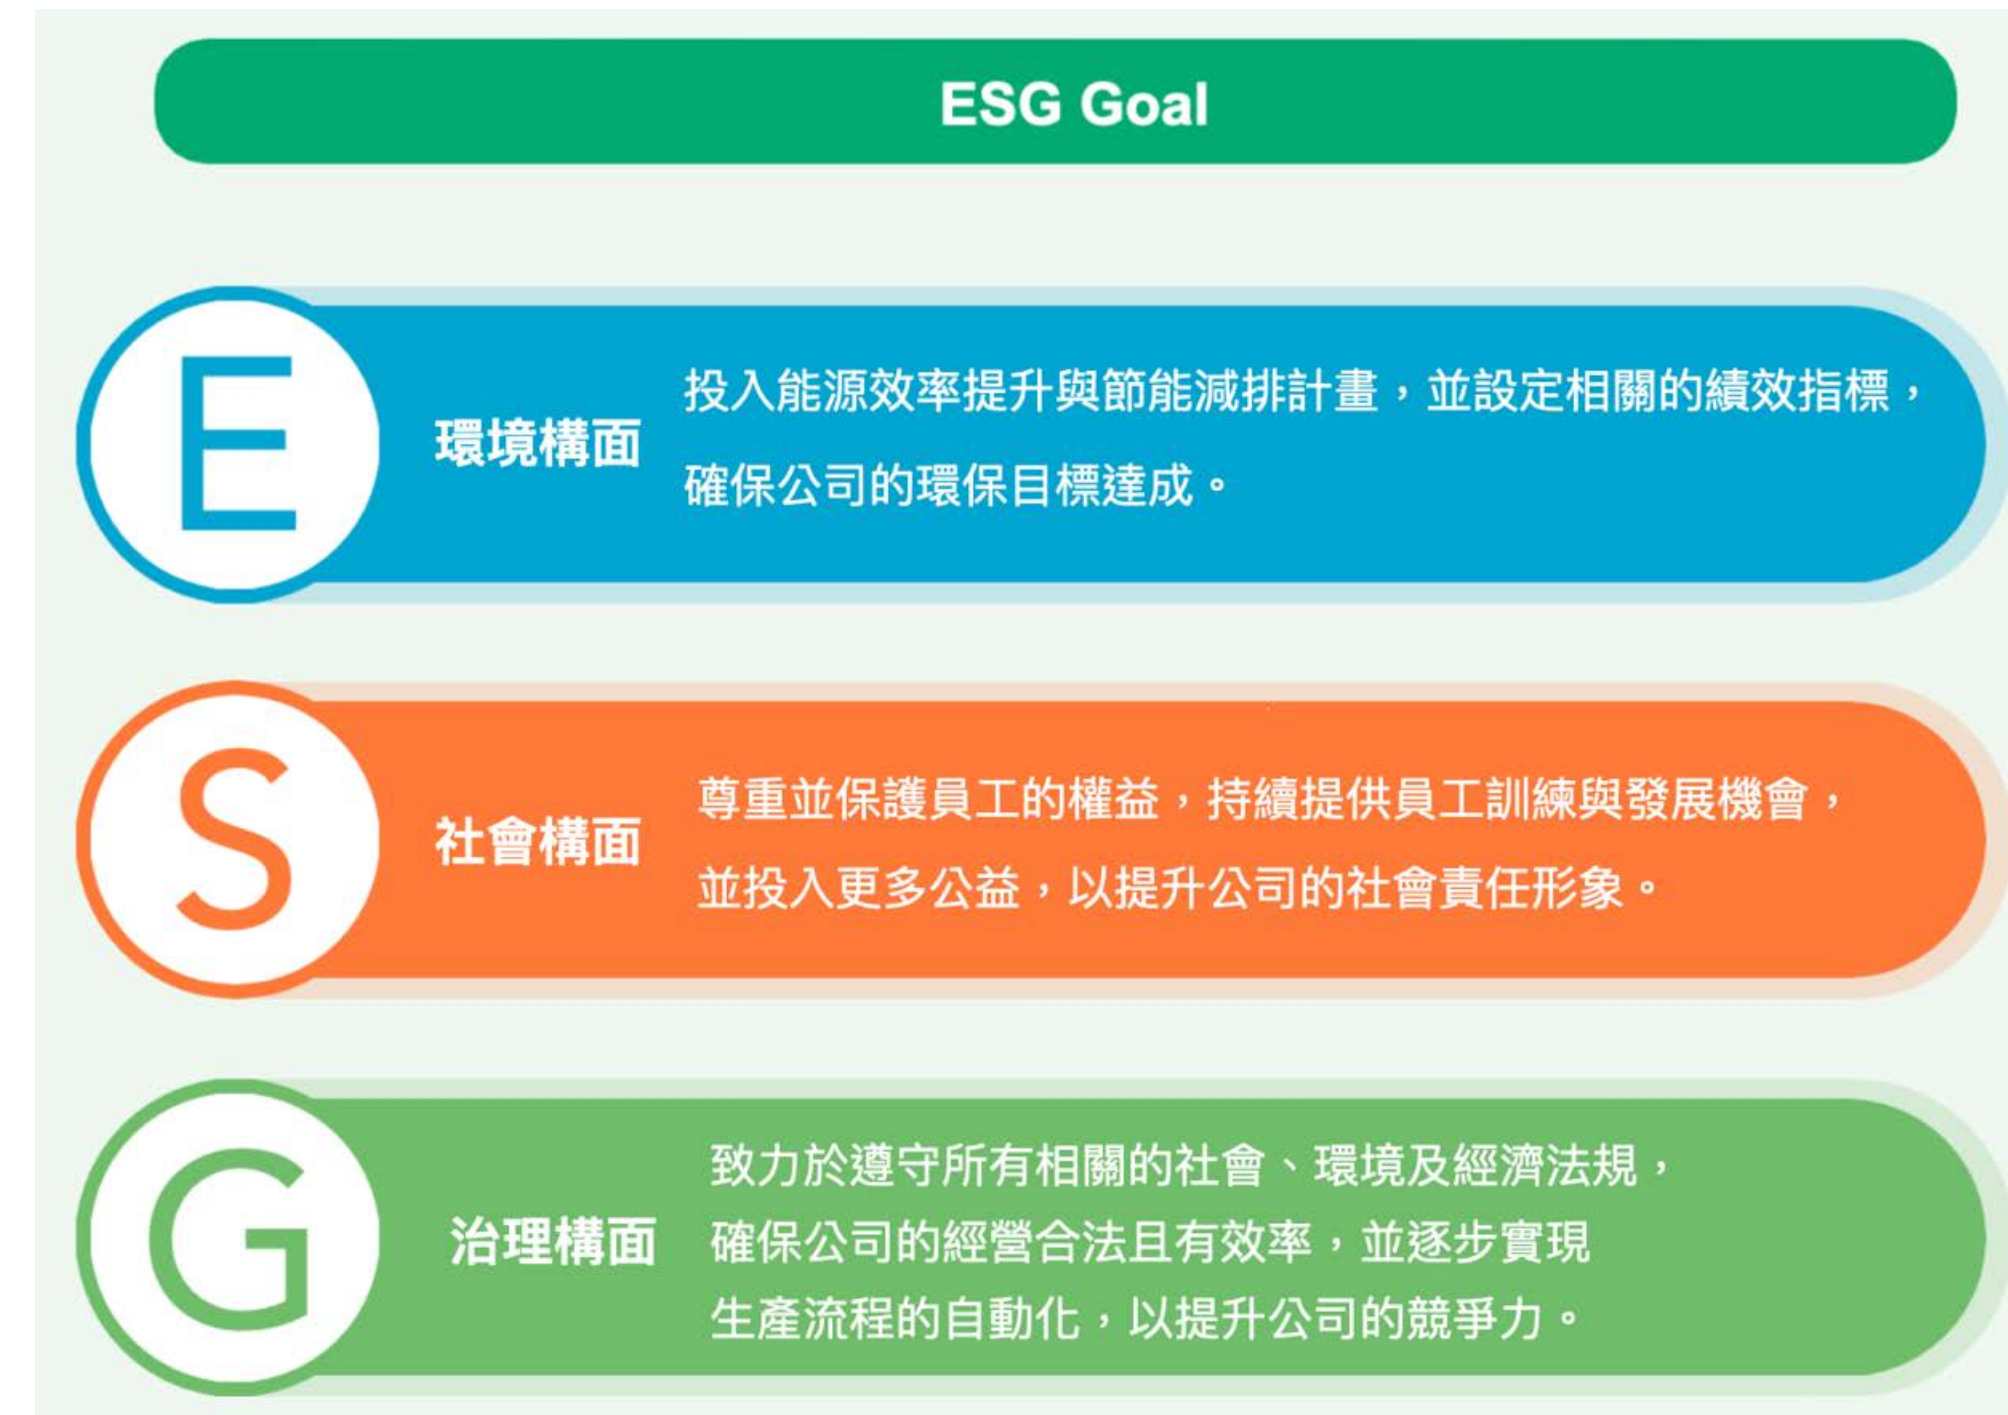 ESG Goal
E
環境構面
投入能源效率提升與節能減排計畫，並設定相關的績效指標，
確保公司的環保目標達成。
S
社會構面
尊重並保護員工的權益，持續提供員工訓練與發展機會，
並投入更多公益，以提升公司的社會責任形象。
G
治理構面
致力於遵守所有相關的社會、環境及經濟法規，
確保公司的經營合法且有效率，並逐步實現
生產流程的自動化，以提升公司的競爭力。